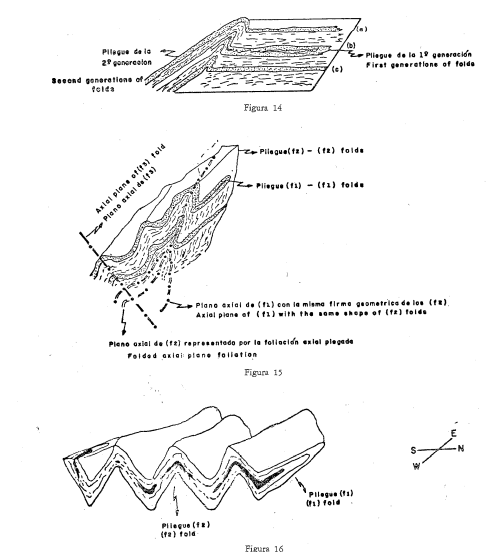 Pliegue de la
2º generación
Second generations of
folds
(a)
(b)
(c)
Pliegue de la 1º generación
First generations of folds
Figura 14
Axial plane of (f3) fold
Plano axial de (f3)
Pliegue (f2) - (f2) folds
Pliegue (f1) - (f1) folds
Plano axial de (f1) con la misma firma geometrica de los (f2)
Axial plane of (f1) with the same shape of (f2) folds
Plano axial de (f2) representado por la foliación axial plegada
Folded axial plane foliation
Figura 15
E
S N
W
Pliegue (f1)
(f1) fold
Pliegue (f2)
(f2) fold
Figura 16